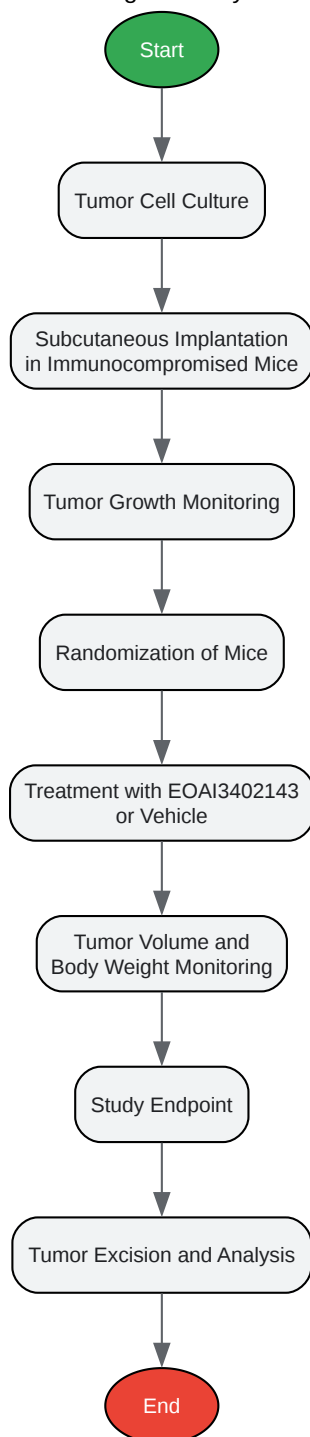 Start
Tumor Cell Culture
Subcutaneous Implantation
in Immunocompromised Mice
Tumor Growth Monitoring
Randomization of Mice
Treatment with EOAI3402143
or Vehicle
Tumor Volume and
Body Weight Monitoring
Study Endpoint
Tumor Excision and Analysis
End